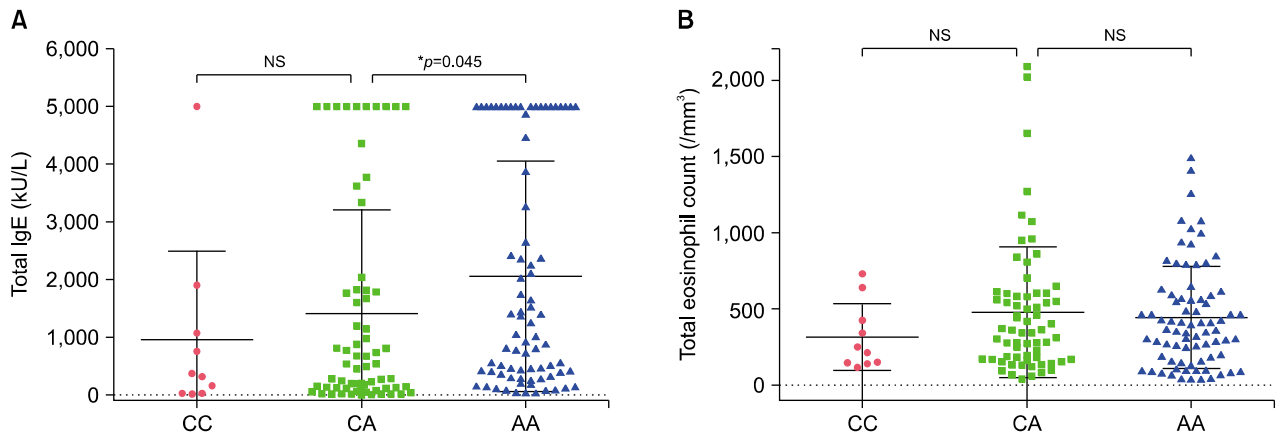 A
Total IgE (kU/L)
6,000
5,000
4,000
3,000
2,000
1,000
0
NS
*p=0.045
CC
CA
AA
B
Total eosinophil count (/mm³)
2,000
1,500
1,000
500
0
NS
NS
CC
CA
AA